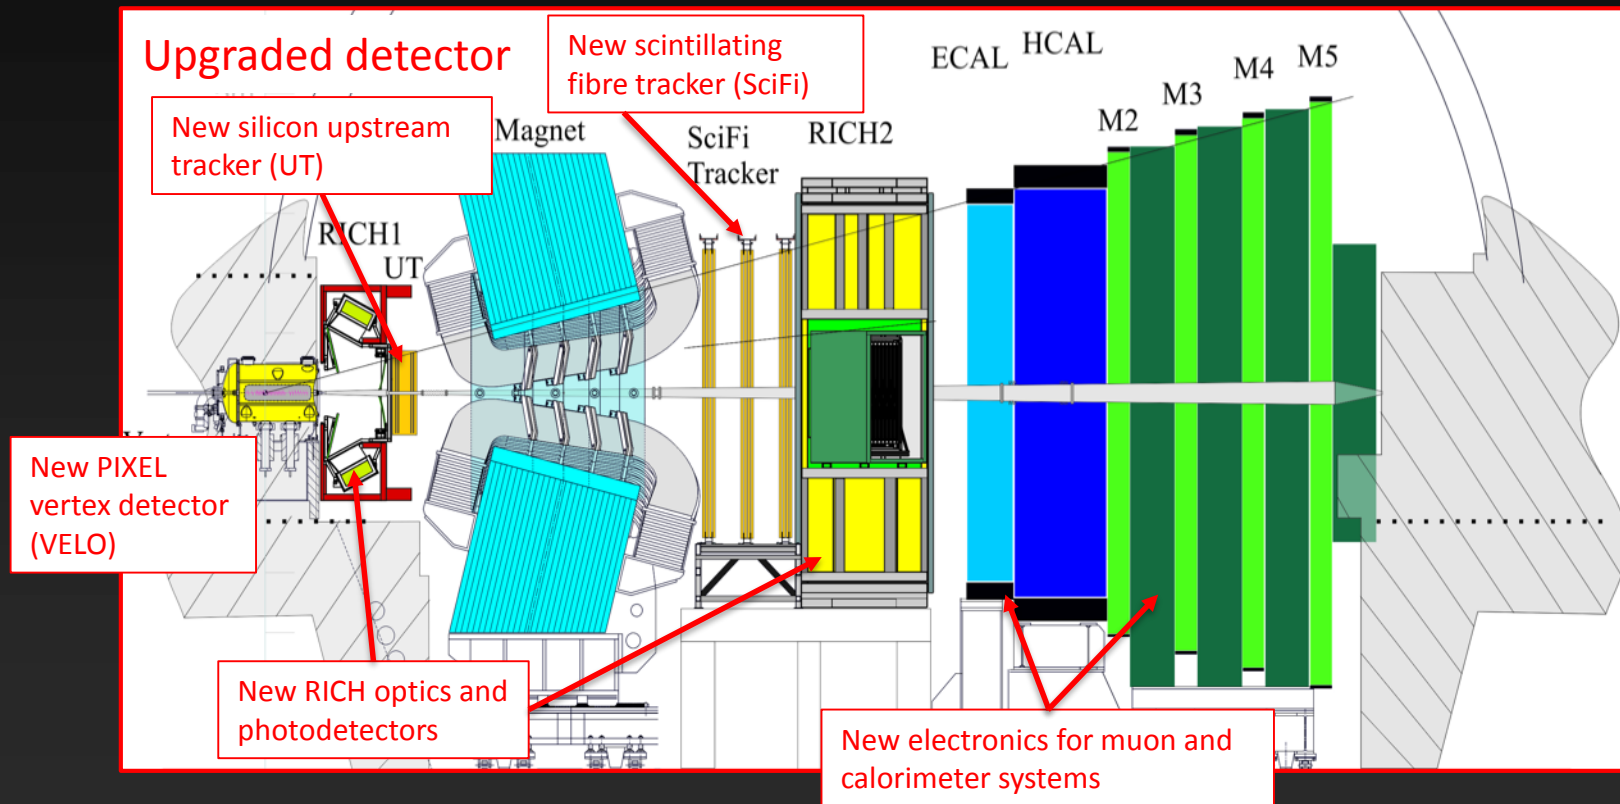 Upgraded detector
New scintillating
fibre tracker (SciFi)
ECAL
HCAL
M5
M4
M3
M2
New silicon upstream
tracker (UT)
Magnet
SciFi
Tracker
RICH2
RICH1
UT
New PIXEL
vertex detector
(VELO)
New RICH optics and
photodetectors
New electronics for muon and
calorimeter systems